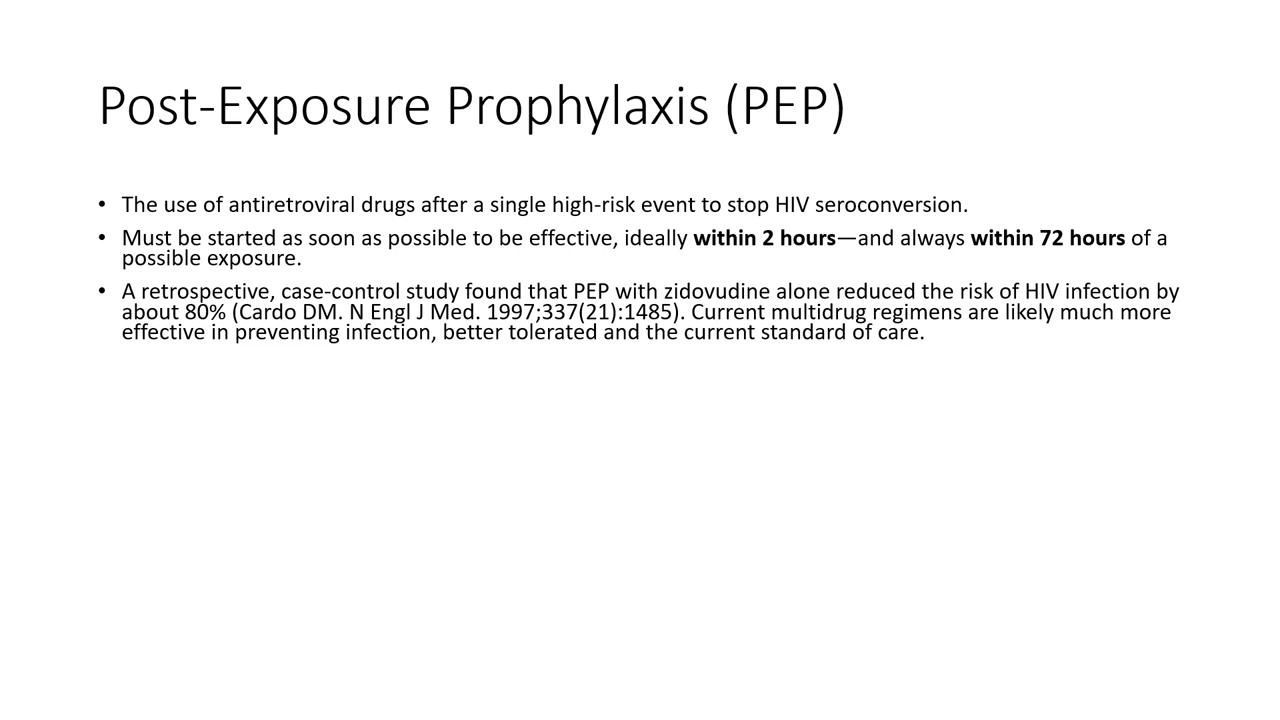 Post-Exposure Prophylaxis (PEP)
• The use of antiretroviral drugs after a single high-risk event to stop HIV seroconversion.
• Must be started as soon as possible to be effective, ideally within 2 hours—and always within 72 hours of a
possible exposure.
• A retrospective, case-control study found that PEP with zidovudine alone reduced the risk of HIV infection by
about 80% (Cardo DM. N Engl J Med. 1997;337(21):1485). Current multidrug regimens are likely much more
effective in preventing infection, better tolerated and the current standard of care.